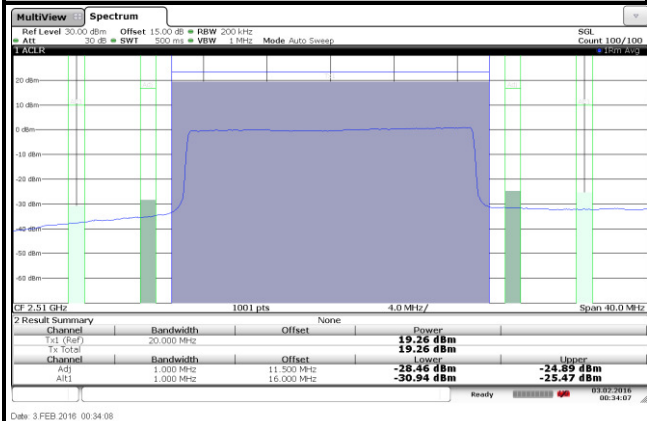 MultiView Spectrum
Ref Level 30.00 dBm Offset 15.00 dB RBW 200 kHz SGL
Att 30 dB SWT 500 ms VBW 1 MHz Mode Auto Sweep Count 100/100
1 ACLR 1Rm Avg
20 dBm
10 dBm
0 dBm
-10 dBm
-20 dBm
-30 dBm
-40 dBm
-50 dBm
-60 dBm
CF 2.51 GHz 1001 pts 4.0 MHz/ Span 40.0 MHz
2 Result Summary None
Channel Bandwidth Offset Power
Tx1 (Ref) 20.000 MHz 19.26 dBm
Tx Total 19.26 dBm
Channel Bandwidth Offset Lower Upper
Adj 1.000 MHz 11.500 MHz -28.46 dBm -24.89 dBm
Alt1 1.000 MHz 16.000 MHz -30.94 dBm -25.47 dBm
Ready 03.02.2016
00:34:07
Date: 3.FEB.2016 00:34:08